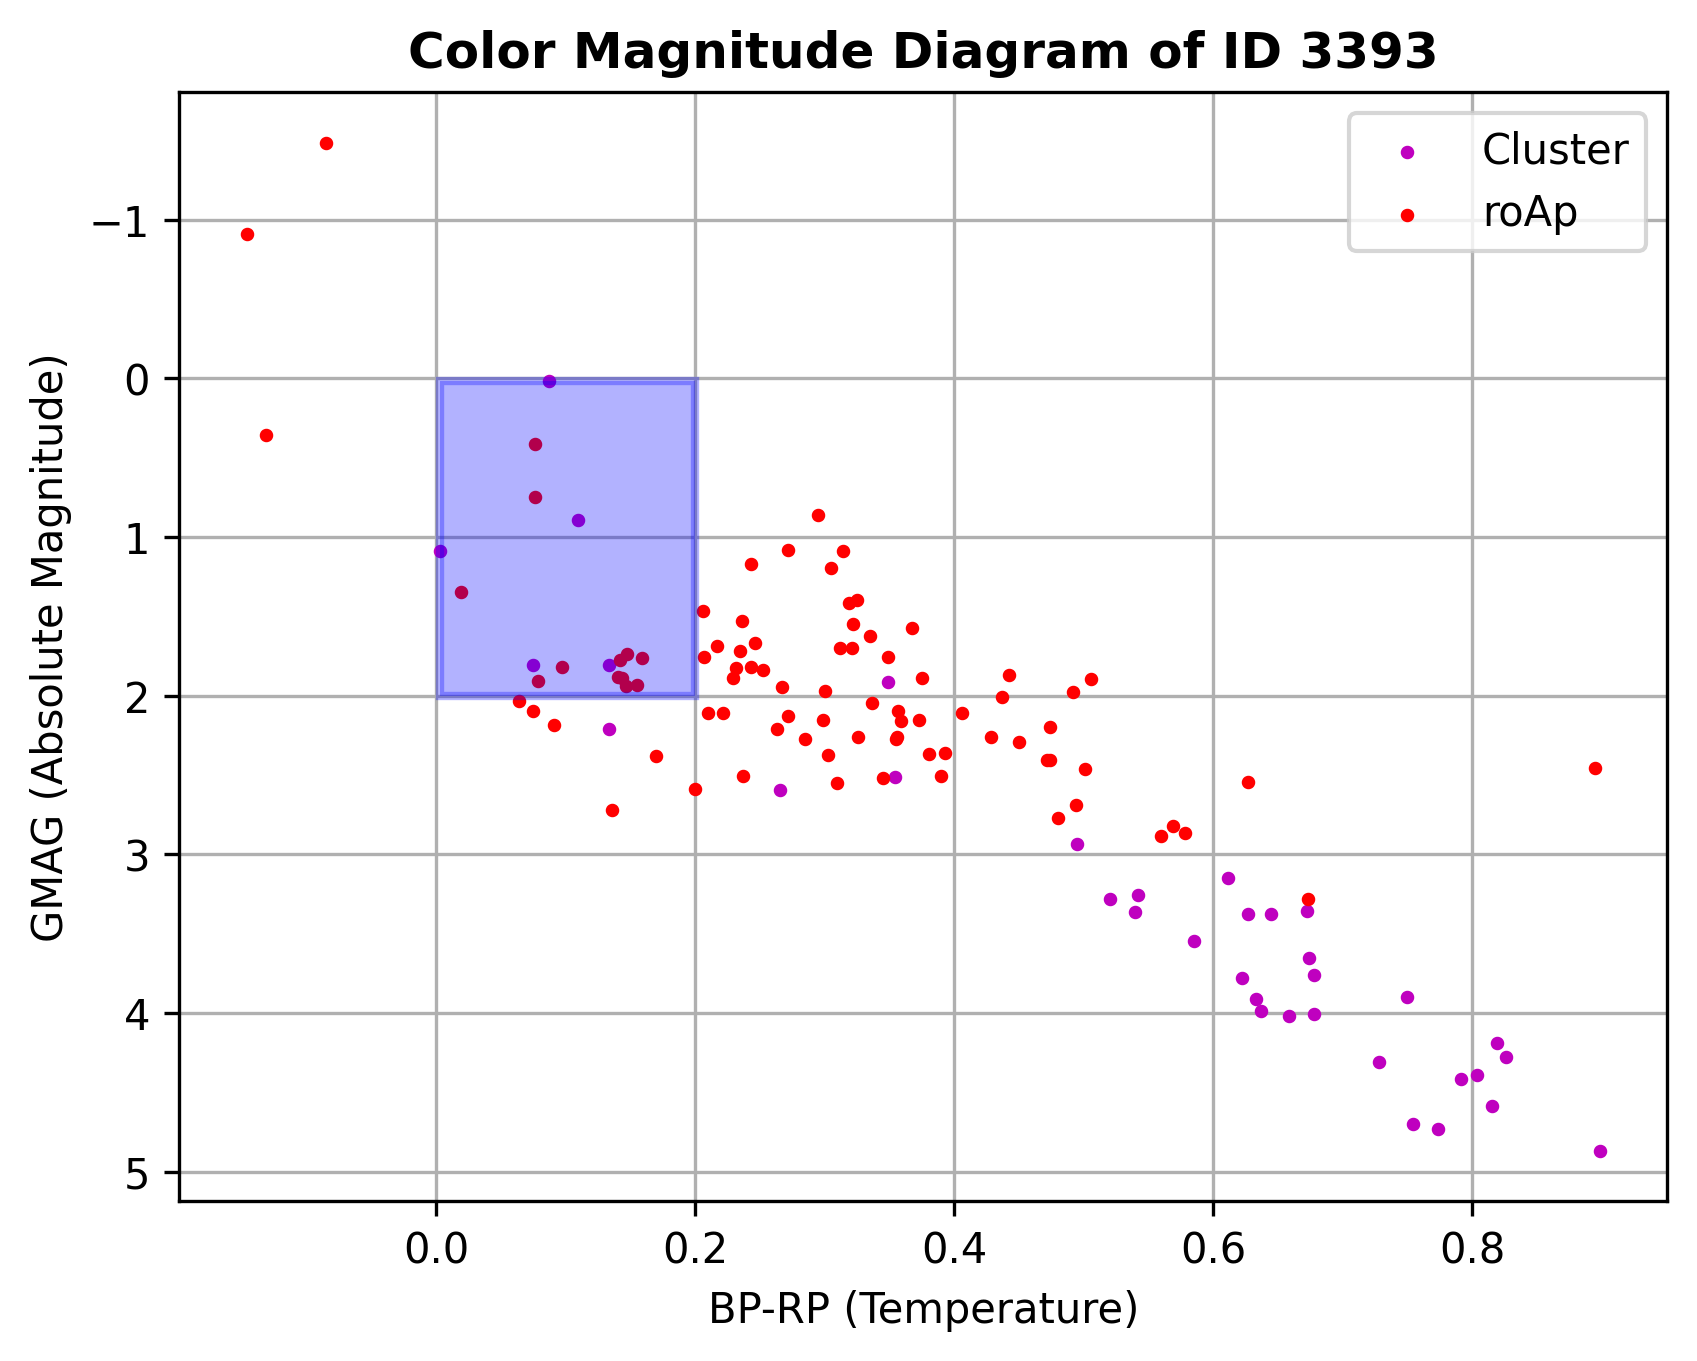 Color Magnitude Diagram of ID 3393
Cluster
roAp
GMAG (Absolute Magnitude)
−1
0
1
2
3
4
5
0.0 0.2 0.4 0.6 0.8
BP-RP (Temperature)